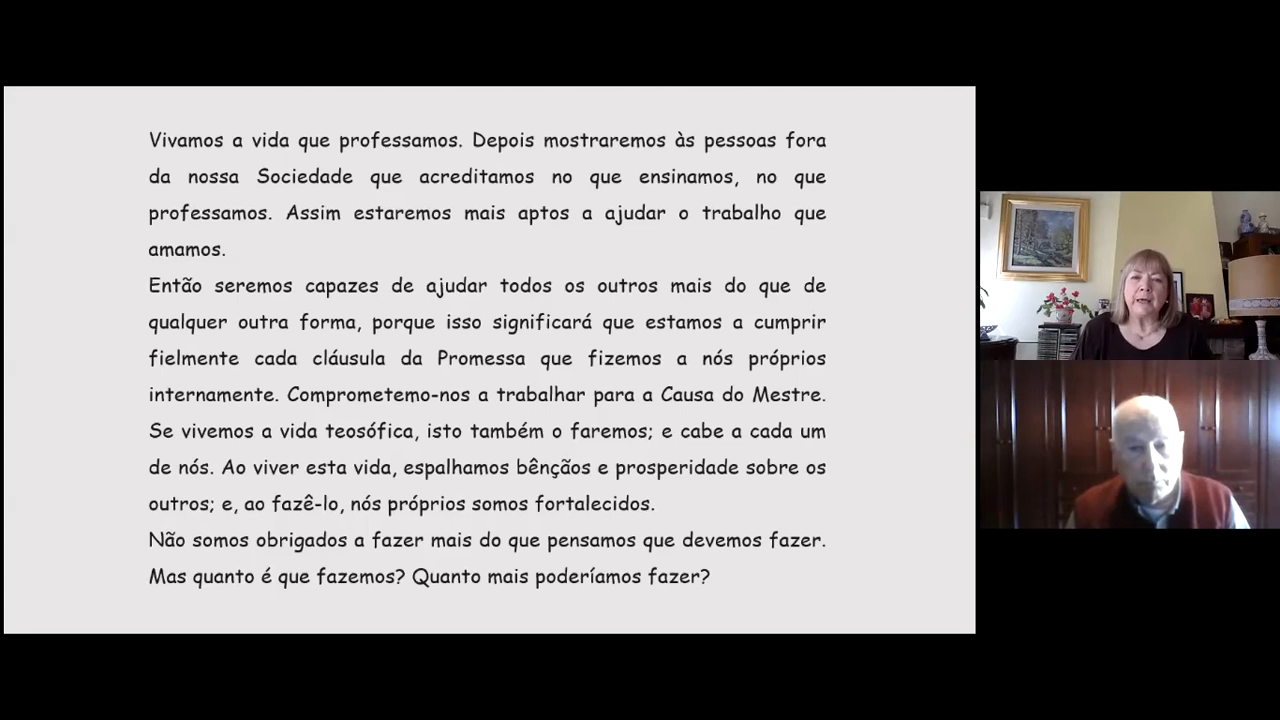 Vivamos a vida que professamos. Depois mostraremos às pessoas fora
da nossa Sociedade que acreditamos no que ensinamos, no que
professamos. Assim estaremos mais aptos a ajudar o trabalho que
amamos.
Então seremos capazes de ajudar todos os outros mais do que de
qualquer outra forma, porque isso significará que estamos a cumprir
fielmente cada cláusula da Promessa que fizemos a nós próprios
internamente. Comprometemo-nos a trabalhar para a Causa do Mestre.
Se vivemos a vida teosófica, isto também o faremos; e cabe a cada um
de nós. Ao viver esta vida, espalhamos bênçãos e prosperidade sobre os
outros; e, ao fazê-lo, nós próprios somos fortalecidos.
Não somos obrigados a fazer mais do que pensamos que devemos fazer.
Mas quanto é que fazemos? Quanto mais poderíamos fazer?